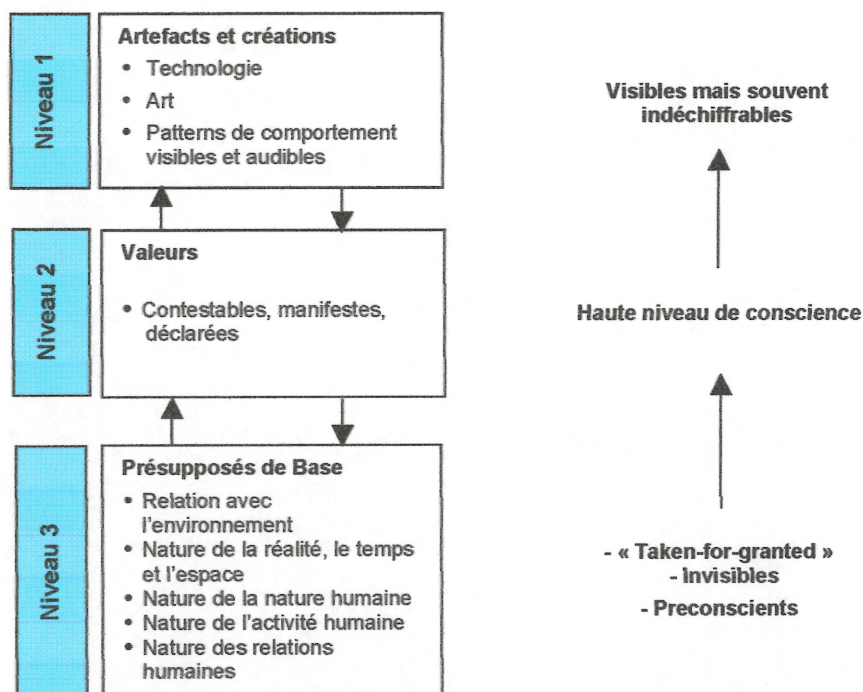 Niveau 1
Artefacts et créations
• Technologie
• Art
• Patterns de comportement
visibles et audibles
Visibles mais souvent
indéchiffrables
Niveau 2
Valeurs
• Contestables, manifestes,
déclarées
Haute niveau de conscience
Niveau 3
Présupposés de Base
• Relation avec
l'environnement
• Nature de la réalité, le temps
et l'espace
• Nature de la nature humaine
• Nature de l'activité humaine
• Nature des relations
humaines
- « Taken-for-granted »
- Invisibles
- Preconscients